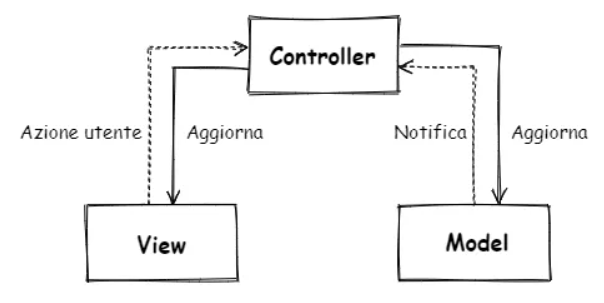 Controller
Azione utente
Aggiorna
Notifica
Aggiorna
View
Model